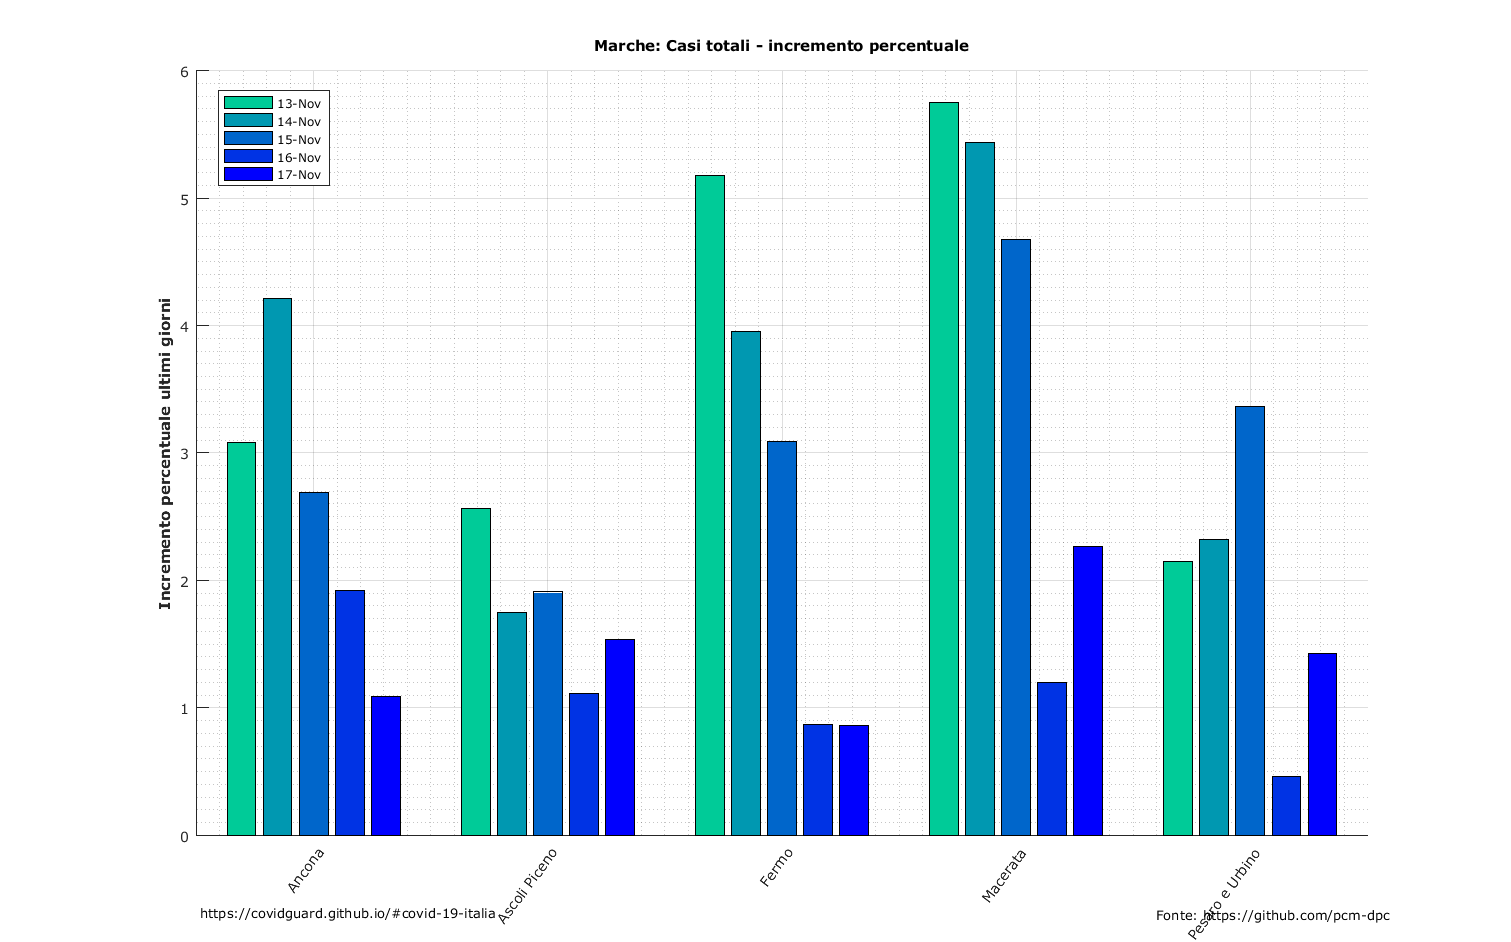 Marche: Casi totali - incremento percentuale
Incremento percentuale ultimi giorni
6
5
4
3
2
1
0
13-Nov
14-Nov
15-Nov
16-Nov
17-Nov
Ancona
Ascoli Piceno
Fermo
Macerata
Pesaro e Urbino
https://covidguard.github.io/#covid-19-italia
Fonte: https://github.com/pcm-dpc